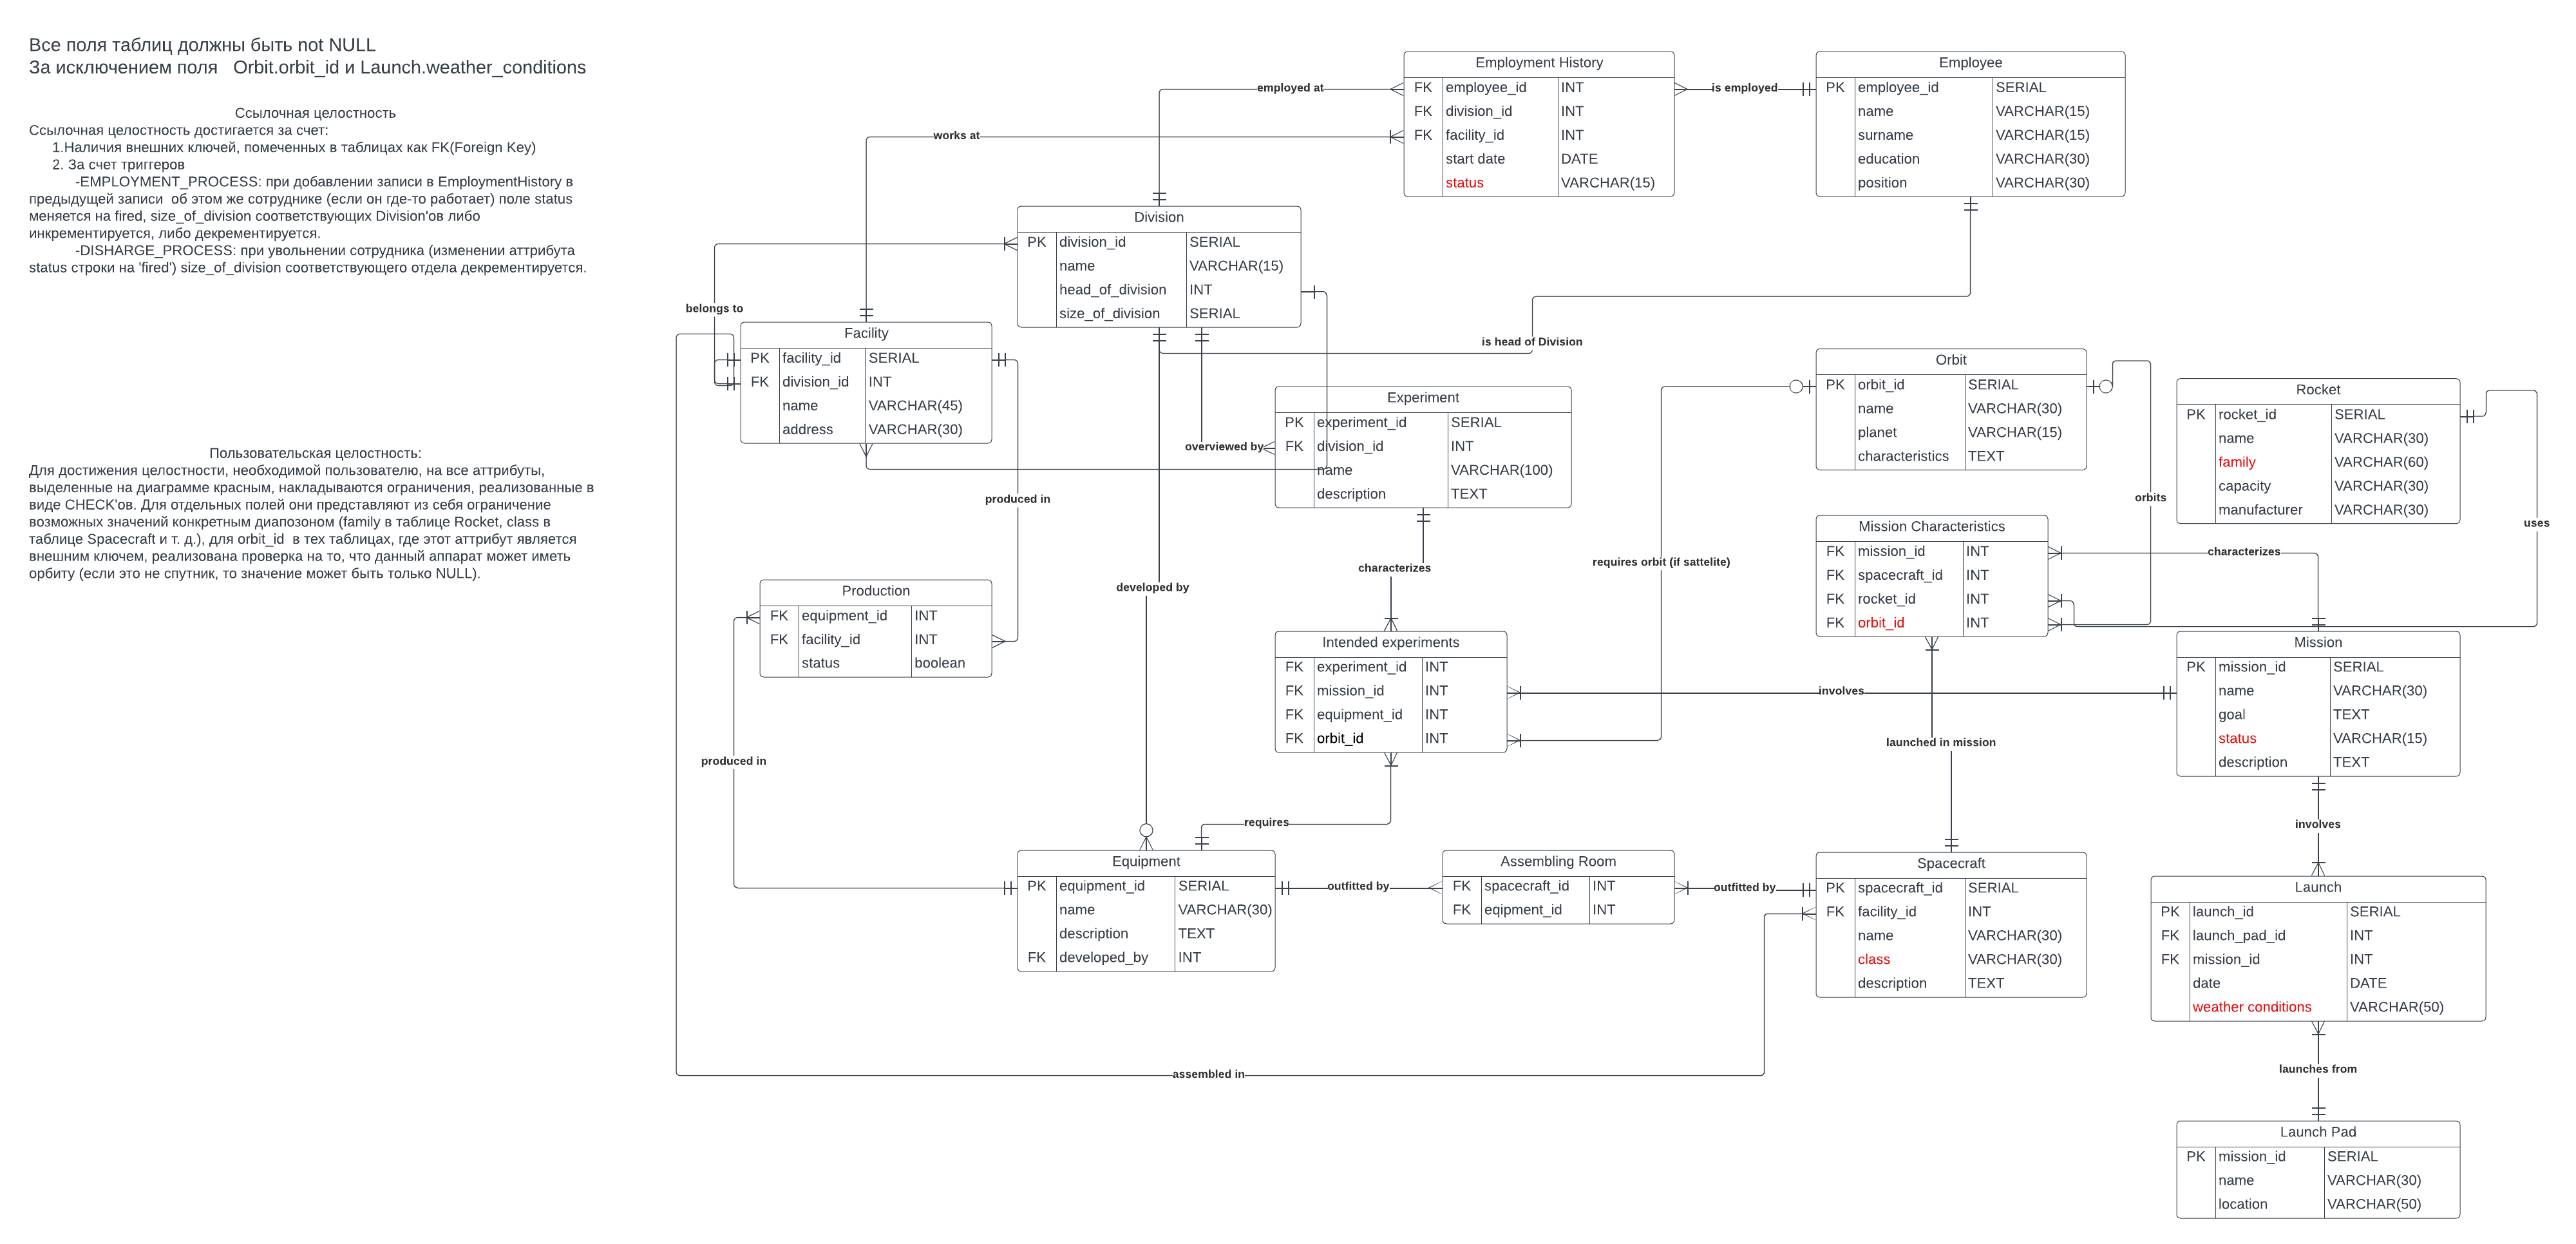 Все поля таблиц должны быть not NULL
За исключением поля Orbit.orbit_id и Launch.weather_conditions
Ссылочная целостность
Ссылочная целостность достигается за счет:
1.Наличия внешних ключей, помеченных в таблицах как FK(Foreign Key)
2. За счет триггеров
-EMPLOYMENT_PROCESS: при добавлении записи в EmploymentHistory в
предыдущей записи об этом же сотруднике (если он где-то работает) поле status
меняется на fired, size_of_division соответствующих Division'ов либо
инкрементируется, либо декрементируется.
-DISHARGE_PROCESS: при увольнении сотрудника (изменении аттрибута
status строки на 'fired') size_of_division соответствующего отдела декрементируется.
Пользовательская целостность:
Для достижения целостности, необходимой пользователю, на все аттрибуты,
выделенные на диаграмме красным, накладываются ограничения, реализованные в
виде CHECK'ов. Для отдельных полей они представляют из себя ограничение
возможных значений конкретным диапозоном (family в таблице Rocket, class в
таблице Spacecraft и т. д.), для orbit_id в тех таблицах, где этот аттрибут является
внешним ключем, реализована проверка на то, что данный аппарат может иметь
орбиту (если это не спутник, то значение может быть только NULL).
Employment History
FK employee_id INT
FK division_id INT
FK facility_id INT
start date DATE
status VARCHAR(15)
is employed
Employee
PK employee_id SERIAL
name VARCHAR(15)
surname VARCHAR(15)
education VARCHAR(30)
position VARCHAR(30)
employed at
works at
Division
PK division_id SERIAL
name VARCHAR(15)
head_of_division INT
size_of_division SERIAL
belongs to
is head of Division
Facility
PK facility_id SERIAL
FK division_id INT
name VARCHAR(45)
address VARCHAR(30)
Experiment
PK experiment_id SERIAL
FK division_id INT
name VARCHAR(100)
description TEXT
overviewed by
Orbit
PK orbit_id SERIAL
name VARCHAR(30)
planet VARCHAR(15)
characteristics TEXT
Rocket
PK rocket_id SERIAL
name VARCHAR(30)
family VARCHAR(60)
capacity VARCHAR(30)
manufacturer VARCHAR(30)
produced in
orbits
uses
requires orbit (if sattelite)
characterizes
developed by
Mission Characteristics
FK mission_id INT
FK spacecraft_id INT
FK rocket_id INT
FK orbit_id INT
characterizes
Production
FK equipment_id INT
FK facility_id INT
status boolean
Intended experiments
FK experiment_id INT
FK mission_id INT
FK equipment_id INT
FK orbit_id INT
involves
Mission
PK mission_id SERIAL
name VARCHAR(30)
goal TEXT
status VARCHAR(15)
description TEXT
launched in mission
produced in
requires
involves
Equipment
PK equipment_id SERIAL
name VARCHAR(30)
description TEXT
FK developed_by INT
outfitted by
Assembling Room
FK spacecraft_id INT
FK eqipment_id INT
outfitted by
Spacecraft
PK spacecraft_id SERIAL
FK facility_id INT
name VARCHAR(30)
class VARCHAR(30)
description TEXT
Launch
PK launch_id SERIAL
FK launch_pad_id INT
FK mission_id INT
date DATE
weather conditions VARCHAR(50)
assembled in
launches from
Launch Pad
PK mission_id SERIAL
name VARCHAR(30)
location VARCHAR(50)